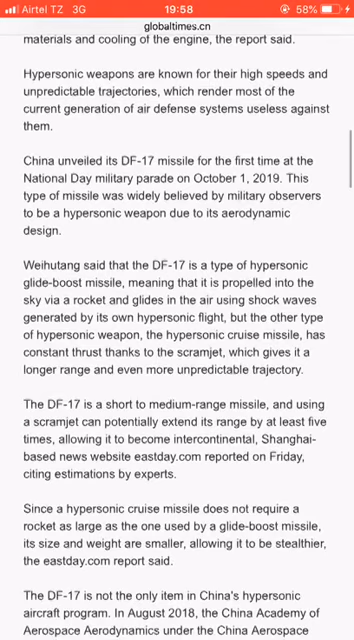 Airtel TZ 3G 19:58 58%
globaltimes.cn
materials and cooling of the engine, the report said.
Hypersonic weapons are known for their high speeds and
unpredictable trajectories, which render most of the
current generation of air defense systems useless against
them.
China unveiled its DF-17 missile for the first time at the
National Day military parade on October 1, 2019. This
type of missile was widely believed by military observers
to be a hypersonic weapon due to its aerodynamic
design.
Weihutang said that the DF-17 is a type of hypersonic
glide-boost missile, meaning that it is propelled into the
sky via a rocket and glides in the air using shock waves
generated by its own hypersonic flight, but the other type
of hypersonic weapon, the hypersonic cruise missile, has
constant thrust thanks to the scramjet, which gives it a
longer range and even more unpredictable trajectory.
The DF-17 is a short to medium-range missile, and using
a scramjet can potentially extend its range by at least five
times, allowing it to become intercontinental, Shanghai-
based news website eastday.com reported on Friday,
citing estimations by experts.
Since a hypersonic cruise missile does not require a
rocket as large as the one used by a glide-boost missile,
its size and weight are smaller, allowing it to be stealthier,
the eastday.com report said.
The DF-17 is not the only item in China's hypersonic
aircraft program. In August 2018, the China Academy of
Aerospace Aerodynamics under the China Aerospace